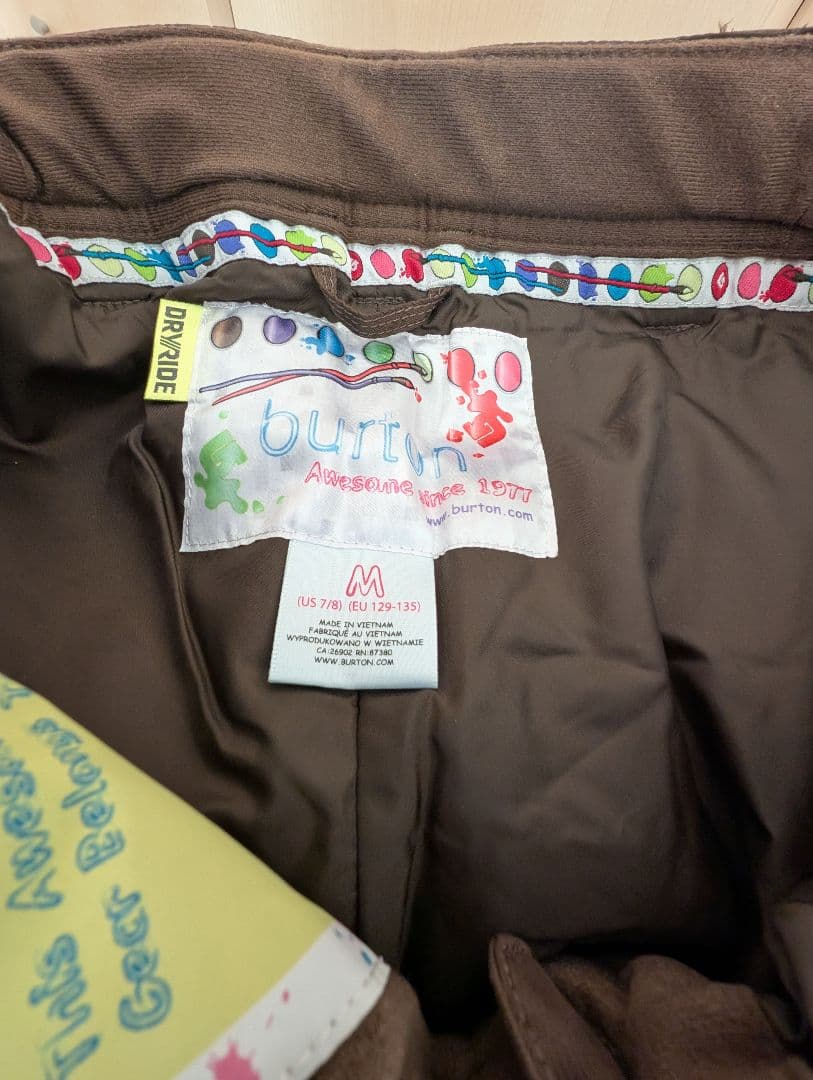 DRYRIDE
burton
Awesome since 1977
www.burton.com
M
(US 7/8) (EU 129-135)
MADE IN VIETNAM
FABRIQUÉ AU VIETNAM
WYPRODUKOWANO W WIETNAMIE
CA:26902 RN:87380
WWW.BURTON.COM
This
Gear Belongs